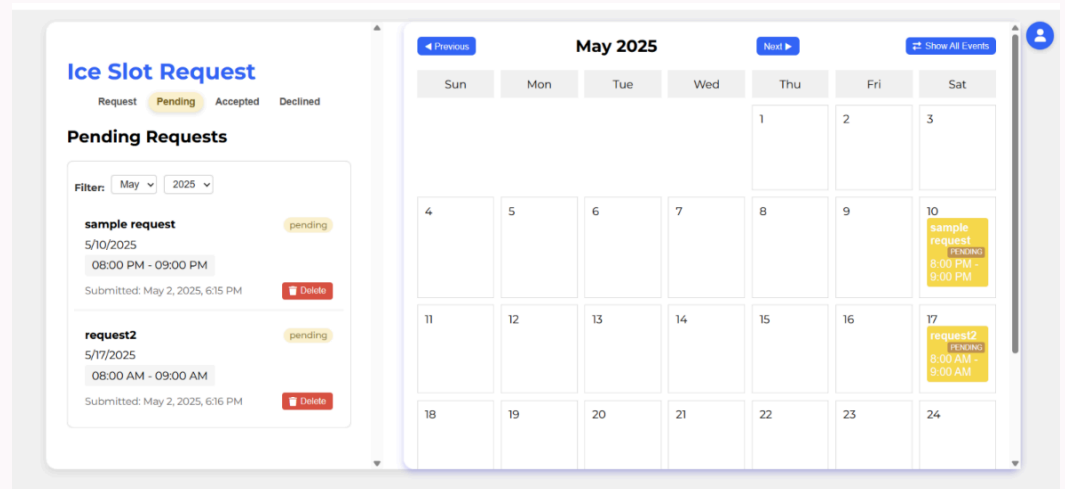 Ice Slot Request
Request Pending Accepted Declined
Pending Requests
Filter: May 2025
sample request pending
5/10/2025
08:00 PM - 09:00 PM
Submitted: May 2, 2025, 6:15 PM Delete
request2 pending
5/17/2025
08:00 AM - 09:00 AM
Submitted: May 2, 2025, 6:16 PM Delete
Previous May 2025 Next Show All Events
Sun Mon Tue Wed Thu Fri Sat
1 2 3
4 5 6 7 8 9 10
sample
request
PENDING
8:00 PM -
9:00 PM
11 12 13 14 15 16 17
request2
PENDING
8:00 AM -
9:00 AM
18 19 20 21 22 23 24